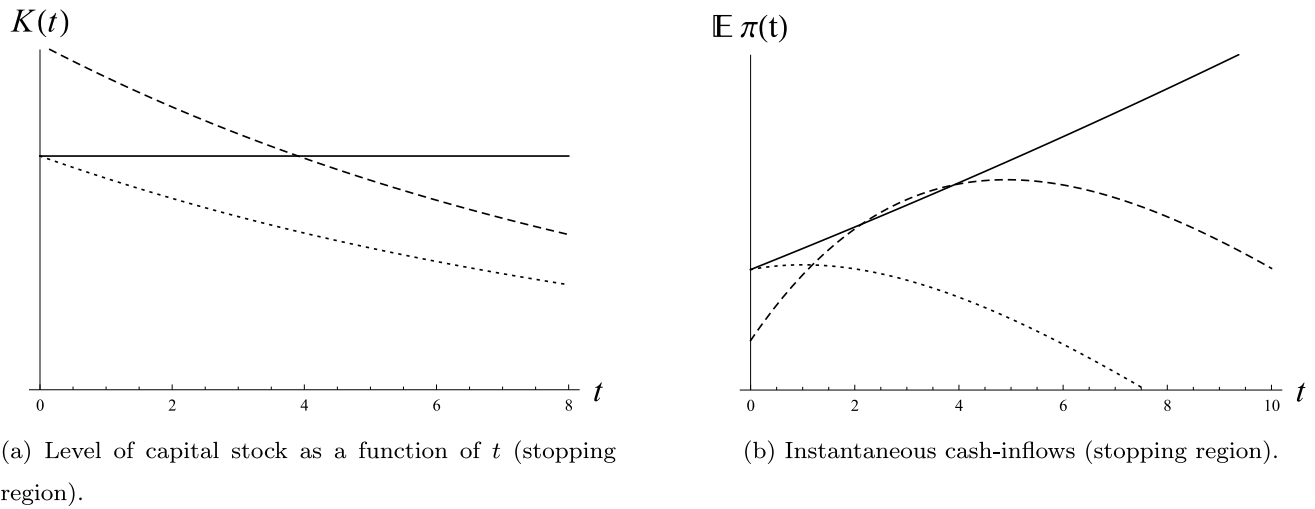 K(t)
0 2 4 6 8 t
(a) Level of capital stock as a function of t (stopping
region).
𝔼 π(t)
0 2 4 6 8 10 t
(b) Instantaneous cash-inflows (stopping region).